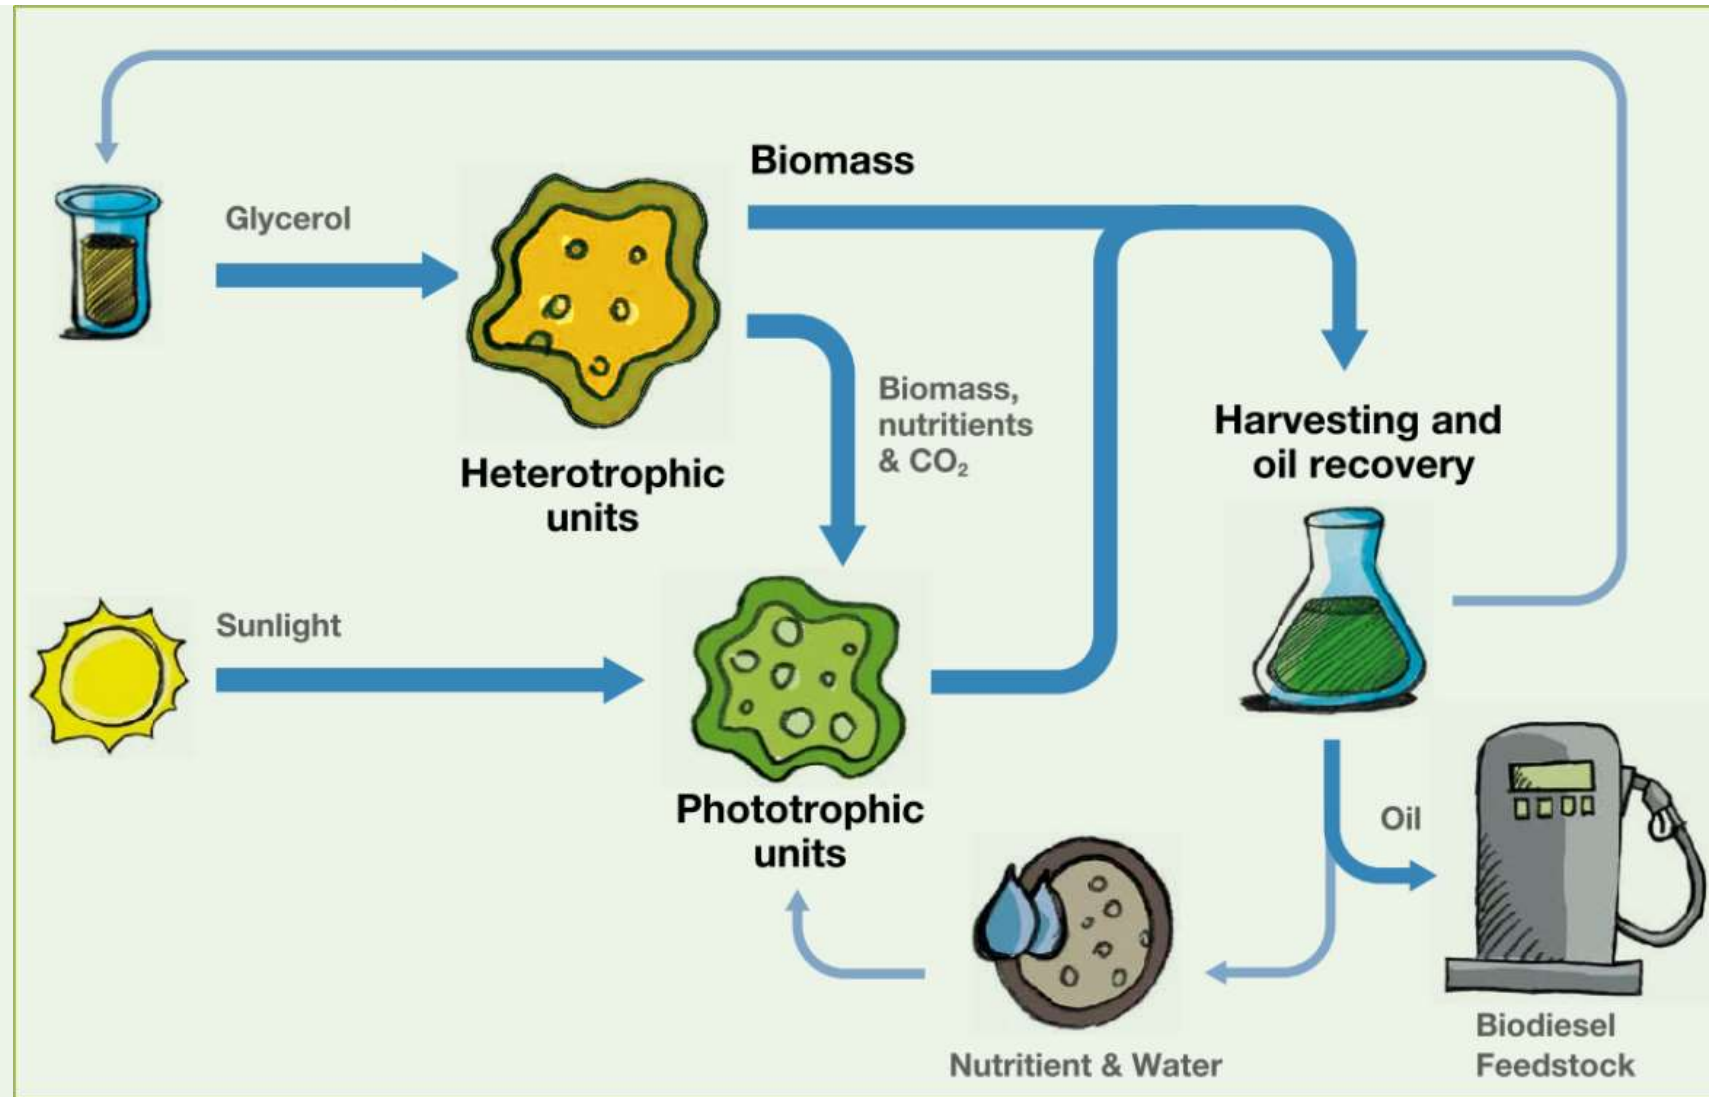 Biomass
Glycerol
Biomass,
nutritients
& CO₂
Harvesting and
oil recovery
Heterotrophic
units
Sunlight
Phototrophic
units
Oil
Nutritient & Water
Biodiesel
Feedstock